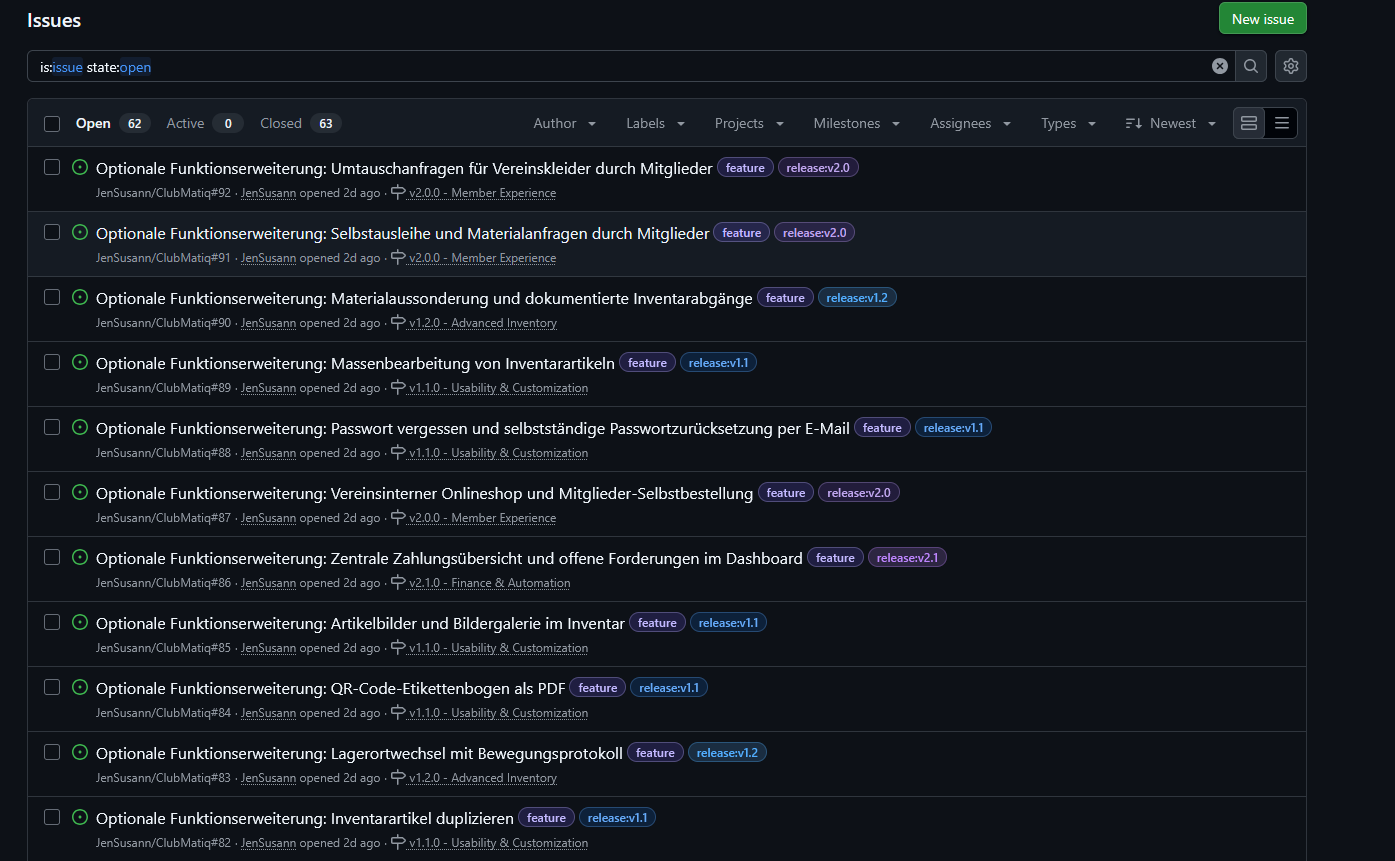 Issues
New issue
is:issue state:open
Open 62 Active 0 Closed 63 Author Labels Projects Milestones Assignees Types Newest
Optionale Funktionserweiterung: Umtauschanfragen für Vereinskleider durch Mitglieder feature release:v2.0
JenSusann/ClubMatiq#92 · JenSusann opened 2d ago · v2.0.0 - Member Experience
Optionale Funktionserweiterung: Selbstausleihe und Materialanfragen durch Mitglieder feature release:v2.0
JenSusann/ClubMatiq#91 · JenSusann opened 2d ago · v2.0.0 - Member Experience
Optionale Funktionserweiterung: Materialaussonderung und dokumentierte Inventarabgänge feature release:v1.2
JenSusann/ClubMatiq#90 · JenSusann opened 2d ago · v1.2.0 - Advanced Inventory
Optionale Funktionserweiterung: Massenbearbeitung von Inventarartikeln feature release:v1.1
JenSusann/ClubMatiq#89 · JenSusann opened 2d ago · v1.1.0 - Usability & Customization
Optionale Funktionserweiterung: Passwort vergessen und selbstständige Passwortzurücksetzung per E-Mail feature release:v1.1
JenSusann/ClubMatiq#88 · JenSusann opened 2d ago · v1.1.0 - Usability & Customization
Optionale Funktionserweiterung: Vereinsinterner Onlineshop und Mitglieder-Selbstbestellung feature release:v2.0
JenSusann/ClubMatiq#87 · JenSusann opened 2d ago · v2.0.0 - Member Experience
Optionale Funktionserweiterung: Zentrale Zahlungsübersicht und offene Forderungen im Dashboard feature release:v2.1
JenSusann/ClubMatiq#86 · JenSusann opened 2d ago · v2.1.0 - Finance & Automation
Optionale Funktionserweiterung: Artikelbilder und Bildergalerie im Inventar feature release:v1.1
JenSusann/ClubMatiq#85 · JenSusann opened 2d ago · v1.1.0 - Usability & Customization
Optionale Funktionserweiterung: QR-Code-Etikettenbogen als PDF feature release:v1.1
JenSusann/ClubMatiq#84 · JenSusann opened 2d ago · v1.1.0 - Usability & Customization
Optionale Funktionserweiterung: Lagerortwechsel mit Bewegungsprotokoll feature release:v1.2
JenSusann/ClubMatiq#83 · JenSusann opened 2d ago · v1.2.0 - Advanced Inventory
Optionale Funktionserweiterung: Inventarartikel duplizieren feature release:v1.1
JenSusann/ClubMatiq#82 · JenSusann opened 2d ago · v1.1.0 - Usability & Customization